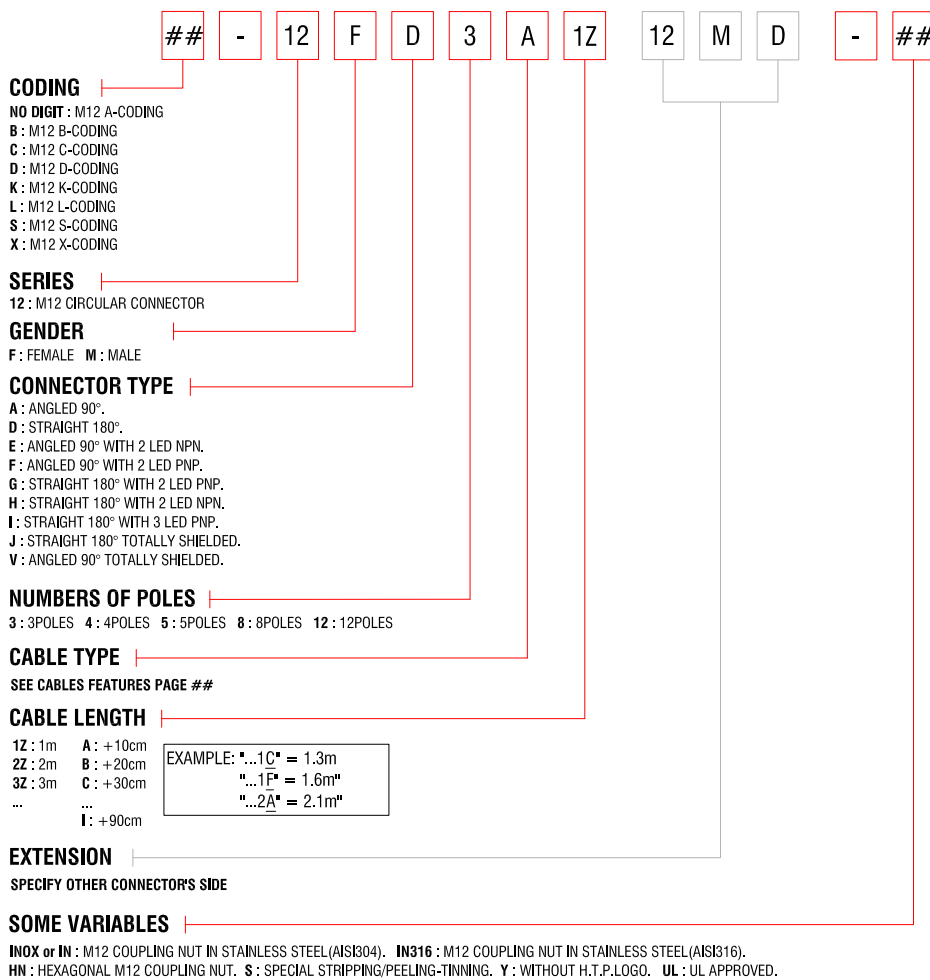 ## - 12 F D 3 A 1Z 12 M D - ##
CODING
NO DIGIT : M12 A-CODING
B : M12 B-CODING
C : M12 C-CODING
D : M12 D-CODING
K : M12 K-CODING
L : M12 L-CODING
S : M12 S-CODING
X : M12 X-CODING
SERIES
12 : M12 CIRCULAR CONNECTOR
GENDER
F : FEMALE M : MALE
CONNECTOR TYPE
A : ANGLED 90°.
D : STRAIGHT 180°.
E : ANGLED 90° WITH 2 LED NPN.
F : ANGLED 90° WITH 2 LED PNP.
G : STRAIGHT 180° WITH 2 LED PNP.
H : STRAIGHT 180° WITH 2 LED NPN.
I : STRAIGHT 180° WITH 3 LED PNP.
J : STRAIGHT 180° TOTALLY SHIELDED.
V : ANGLED 90° TOTALLY SHIELDED.
NUMBERS OF POLES
3 : 3POLES 4 : 4POLES 5 : 5POLES 8 : 8POLES 12 : 12POLES
CABLE TYPE
SEE CABLES FEATURES PAGE ##
CABLE LENGTH
1Z : 1m A : +10cm
2Z : 2m B : +20cm
3Z : 3m C : +30cm
... ...
I : +90cm
EXAMPLE: "...1C" = 1.3m
"...1F" = 1.6m"
"...2A" = 2.1m"
EXTENSION
SPECIFY OTHER CONNECTOR'S SIDE
SOME VARIABLES
INOX or IN : M12 COUPLING NUT IN STAINLESS STEEL(AISI304). IN316 : M12 COUPLING NUT IN STAINLESS STEEL(AISI316).
HN : HEXAGONAL M12 COUPLING NUT. S : SPECIAL STRIPPING/PEELING-TINNING. Y : WITHOUT H.T.P.LOGO. UL : UL APPROVED.